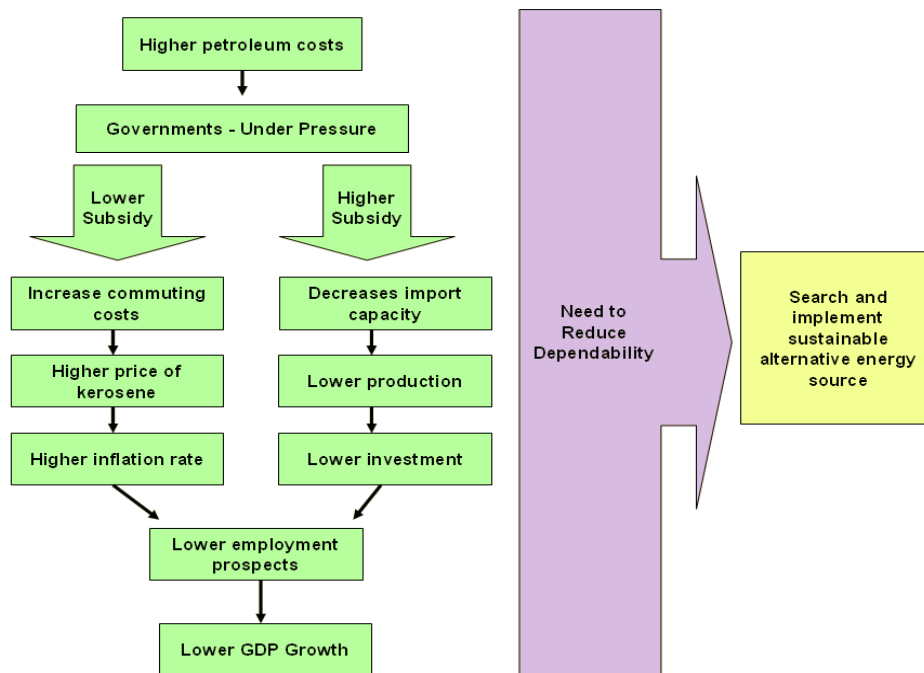 Higher petroleum costs
Governments - Under Pressure
Lower
Subsidy
Higher
Subsidy
Increase commuting
costs
Higher price of
kerosene
Higher inflation rate
Decreases import
capacity
Lower production
Lower investment
Lower employment
prospects
Lower GDP Growth
Need to
Reduce
Dependability
Search and
implement
sustainable
alternative energy
source